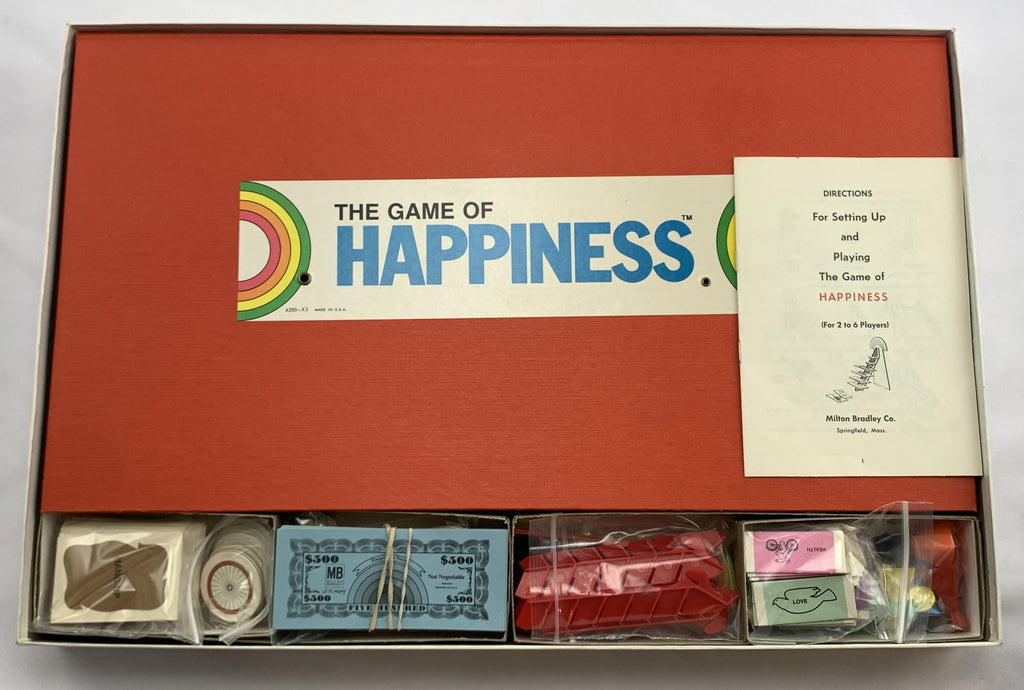 THE GAME OF
HAPPINESS™
4200-X3 MADE IN U.S.A.
DIRECTIONS
For Setting Up
and
Playing
The Game of
HAPPINESS
(For 2 to 6 Players)
Milton Bradley Co.
Springfield, Mass.
1
$500
$500
MB
Not Negotiable
$500
$500
FIVE HUNDRED
HEALTH
LOVE